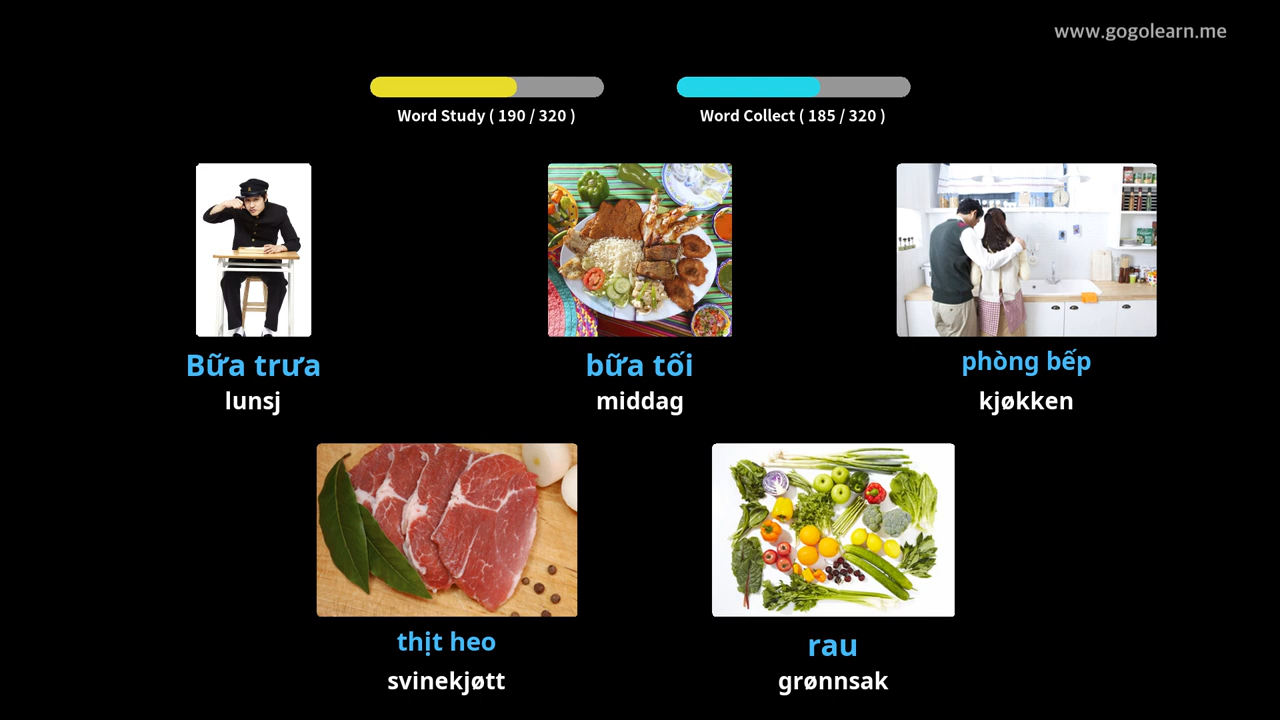 www.gogolearn.me
Word Study ( 190 / 320 )
Word Collect ( 185 / 320 )
Bữa trưa
lunsj
bữa tối
middag
phòng bếp
kjøkken
thịt heo
svinekjøtt
rau
grønnsak